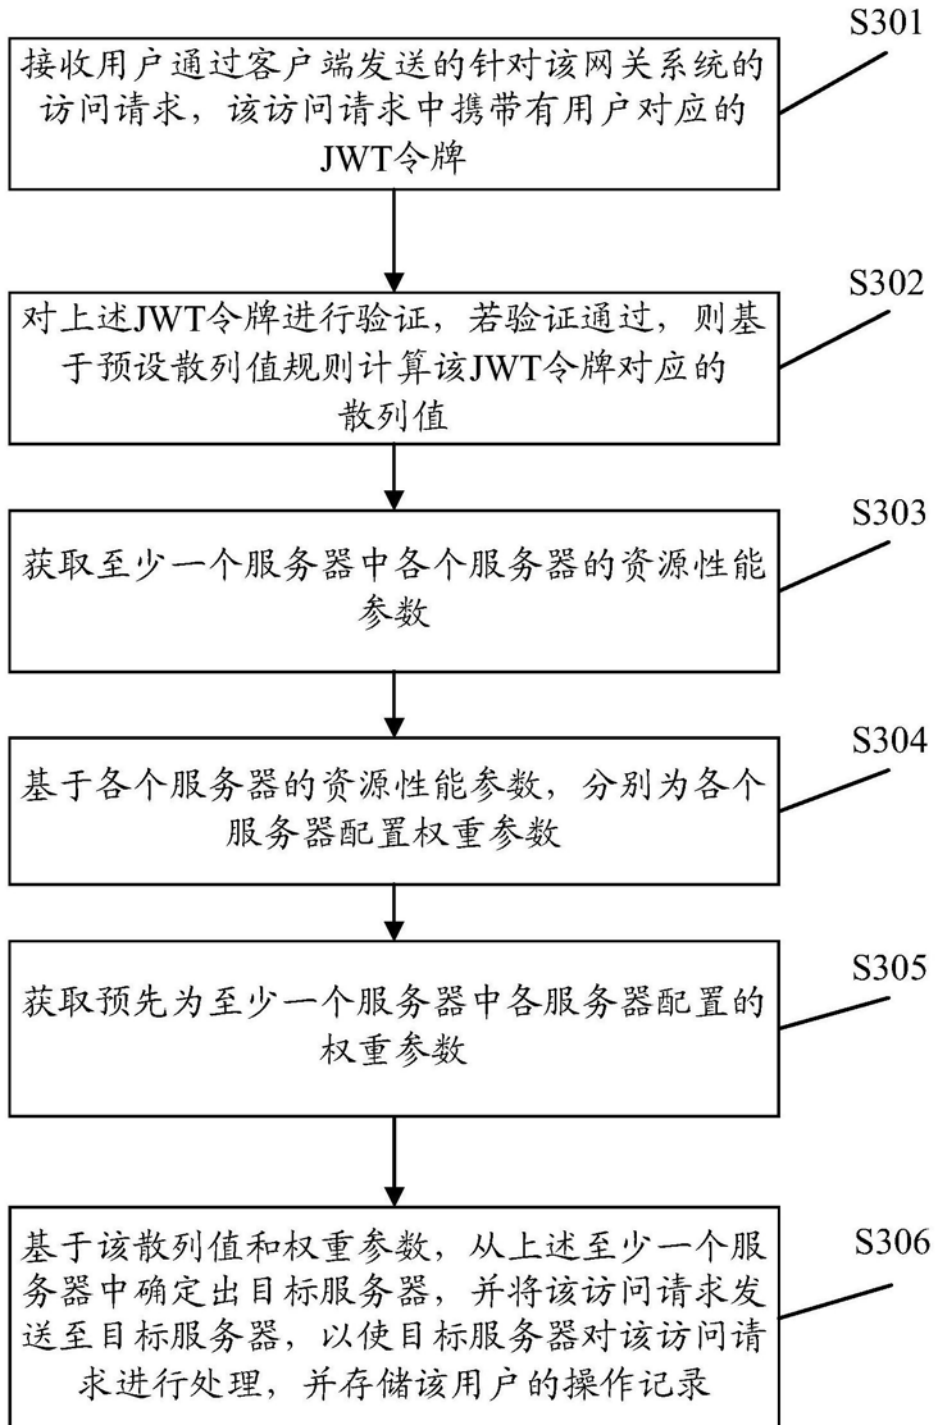 S301
接收用户通过客户端发送的针对该网关系统的
访问请求，该访问请求中携带有用户对应的
JWT令牌
S302
对上述JWT令牌进行验证，若验证通过，则基
于预设散列值规则计算该JWT令牌对应的
散列值
S303
获取至少一个服务器中各个服务器的资源性能
参数
S304
基于各个服务器的资源性能参数，分别为各个
服务器配置权重参数
S305
获取预先为至少一个服务器中各服务器配置的
权重参数
S306
基于该散列值和权重参数，从上述至少一个服
务器中确定出目标服务器，并将该访问请求发
送至目标服务器，以使目标服务器对该访问请
求进行处理，并存储该用户的操作记录